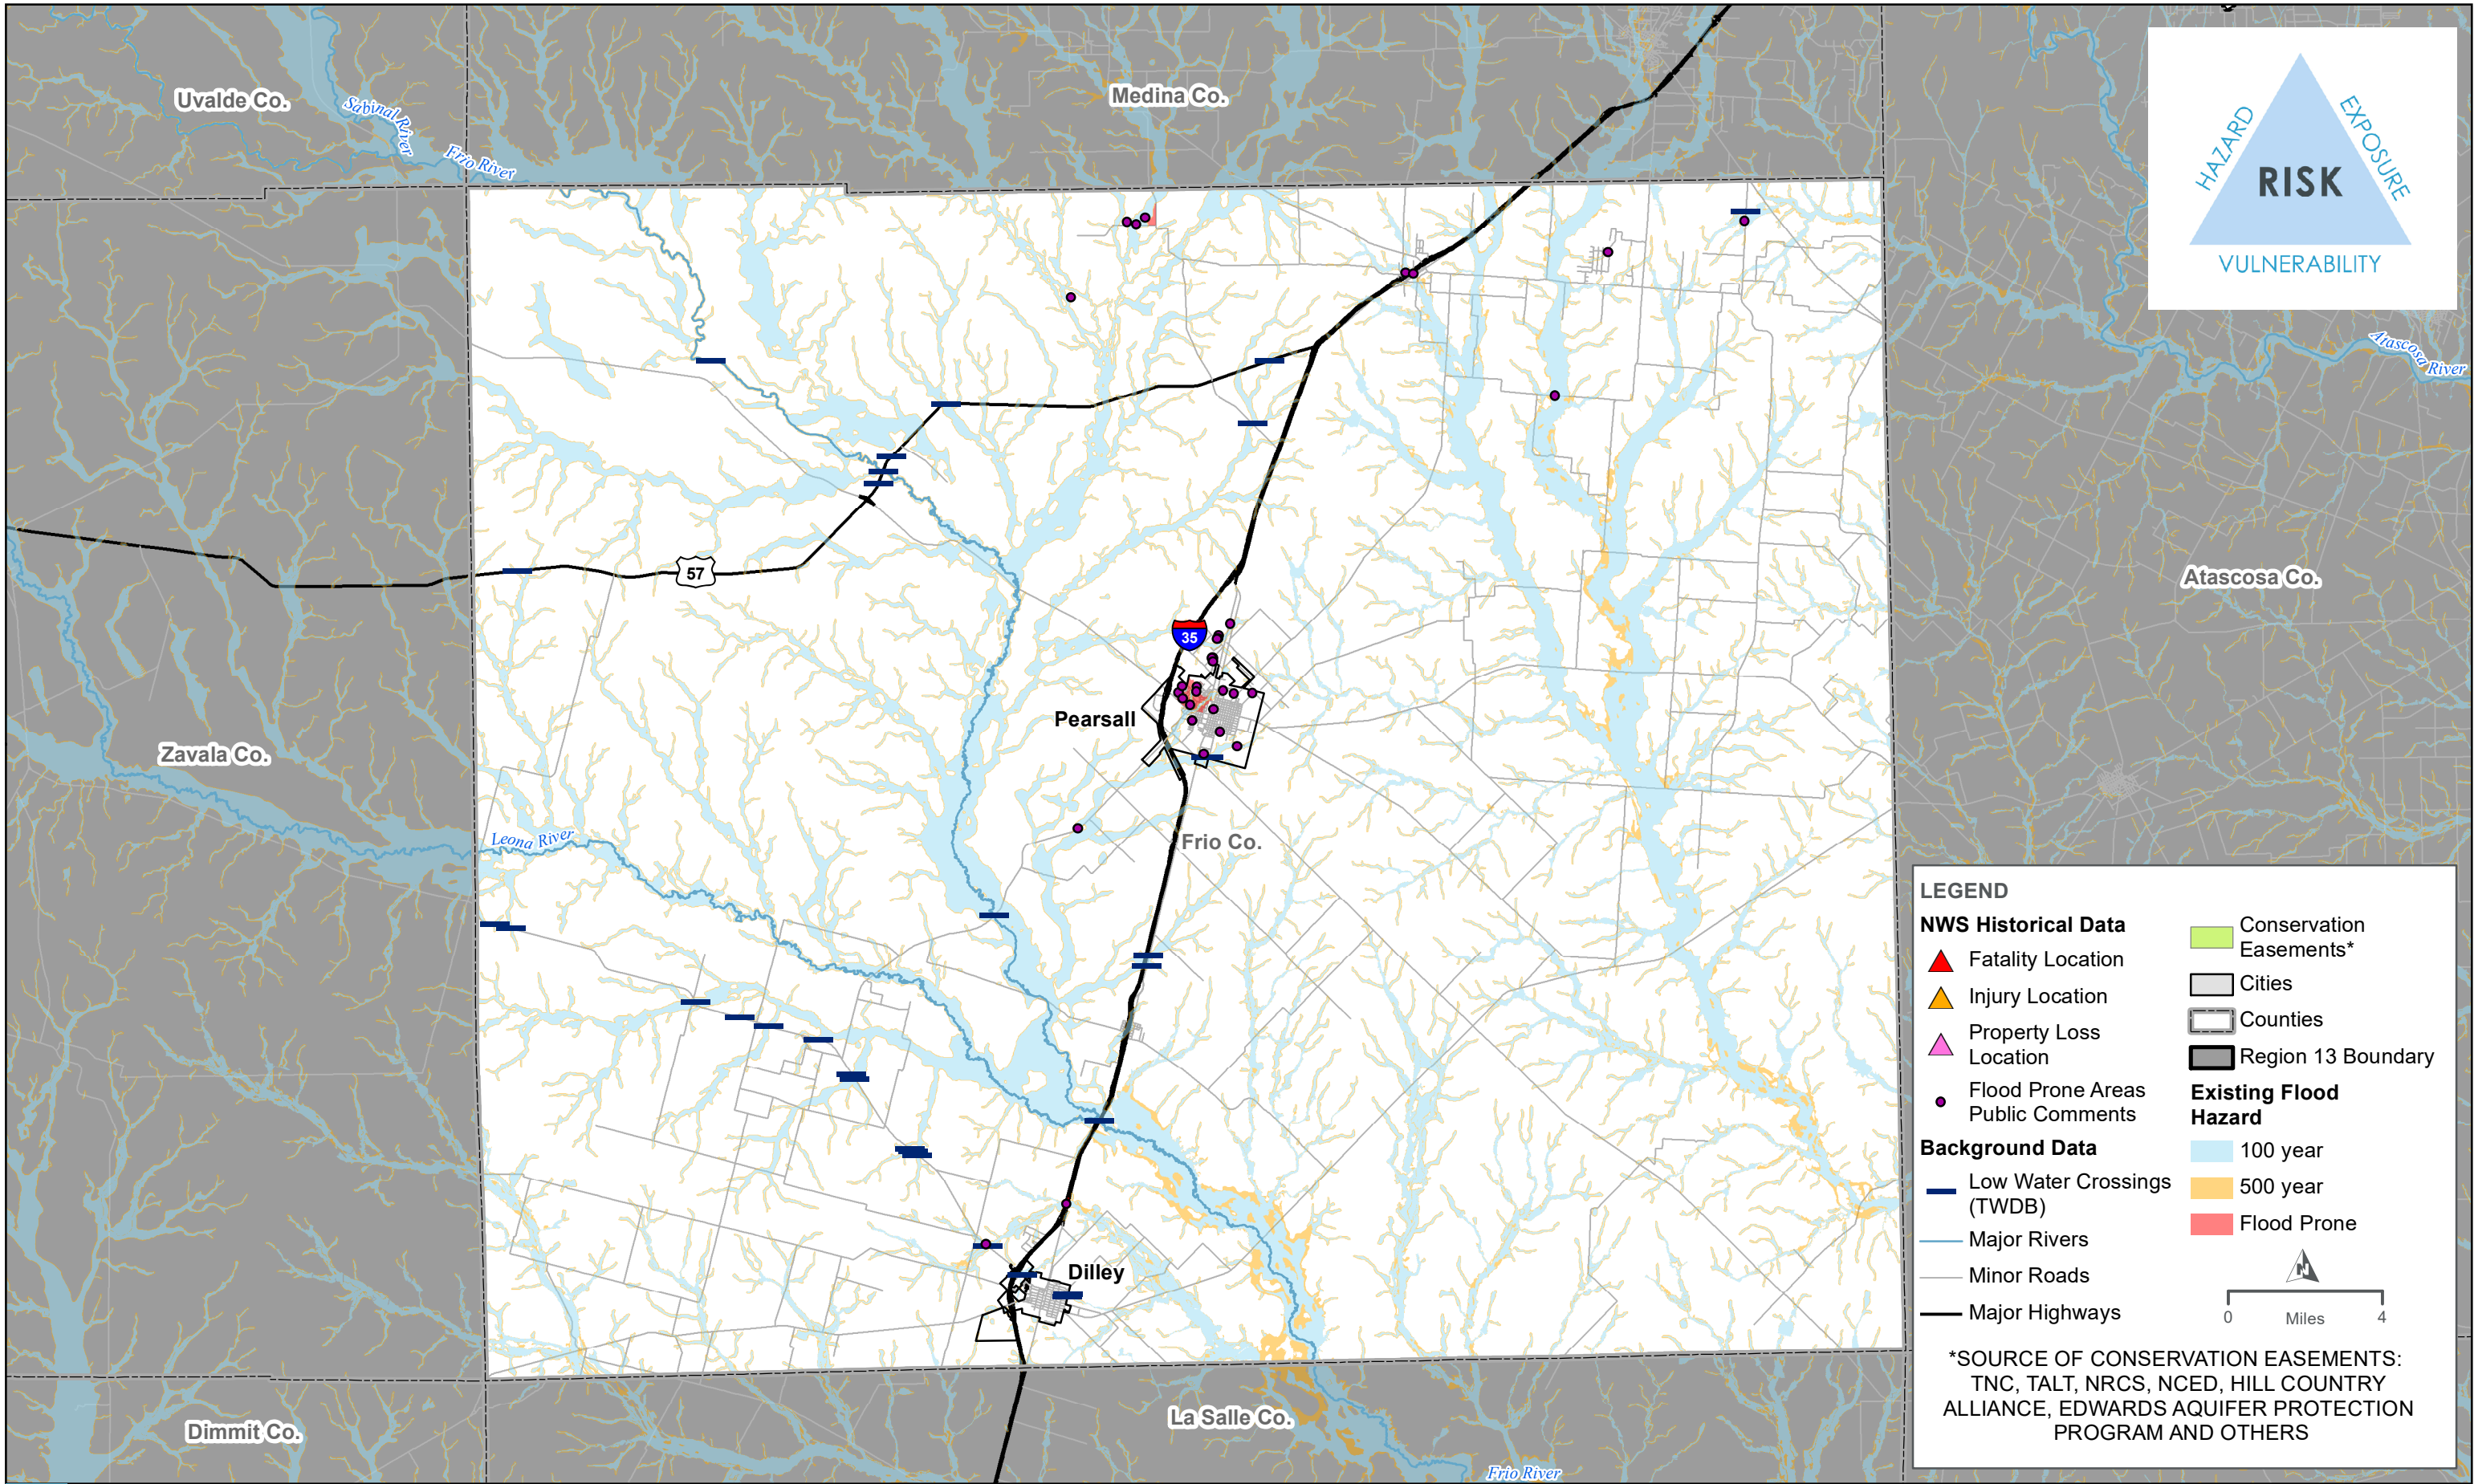 Uvalde Co.
Sabinal River
Frio River
Medina Co.
HAZARD
EXPOSURE
RISK
VULNERABILITY
Atascosa River
57
35
Atascosa Co.
Pearsall
Zavala Co.
Leona River
Frio Co.
Dilley
Dimmit Co.
La Salle Co.
Frio River
LEGEND
NWS Historical Data
Fatality Location
Injury Location
Property Loss
Location
Flood Prone Areas
Public Comments
Background Data
Low Water Crossings
(TWDB)
Major Rivers
Minor Roads
Major Highways
Conservation
Easements*
Cities
Counties
Region 13 Boundary
Existing Flood
Hazard
100 year
500 year
Flood Prone
N
0 Miles 4
*SOURCE OF CONSERVATION EASEMENTS:
TNC, TALT, NRCS, NCED, HILL COUNTRY
ALLIANCE, EDWARDS AQUIFER PROTECTION
PROGRAM AND OTHERS